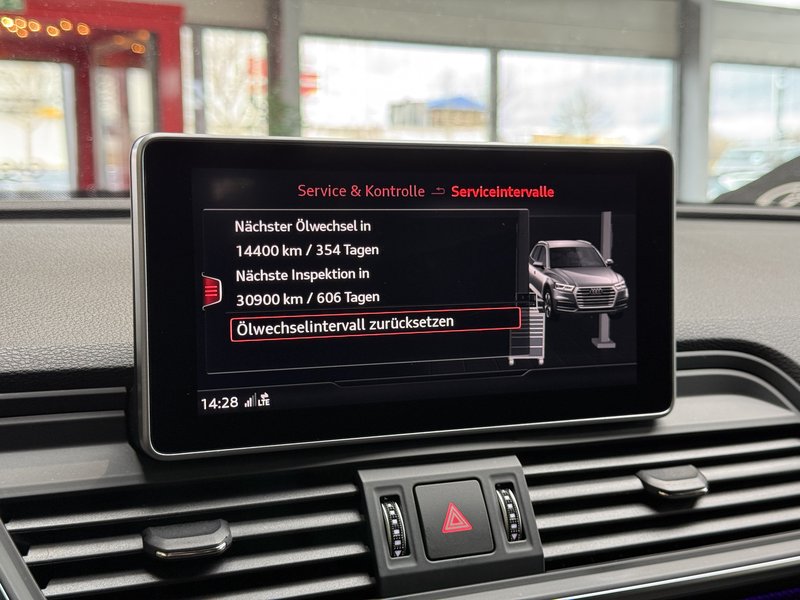 Service & Kontrolle Serviceintervalle
Nächster Ölwechsel in
14400 km / 354 Tagen
Nächste Inspektion in
30900 km / 606 Tagen
Ölwechselintervall zurücksetzen
14:28 LTE